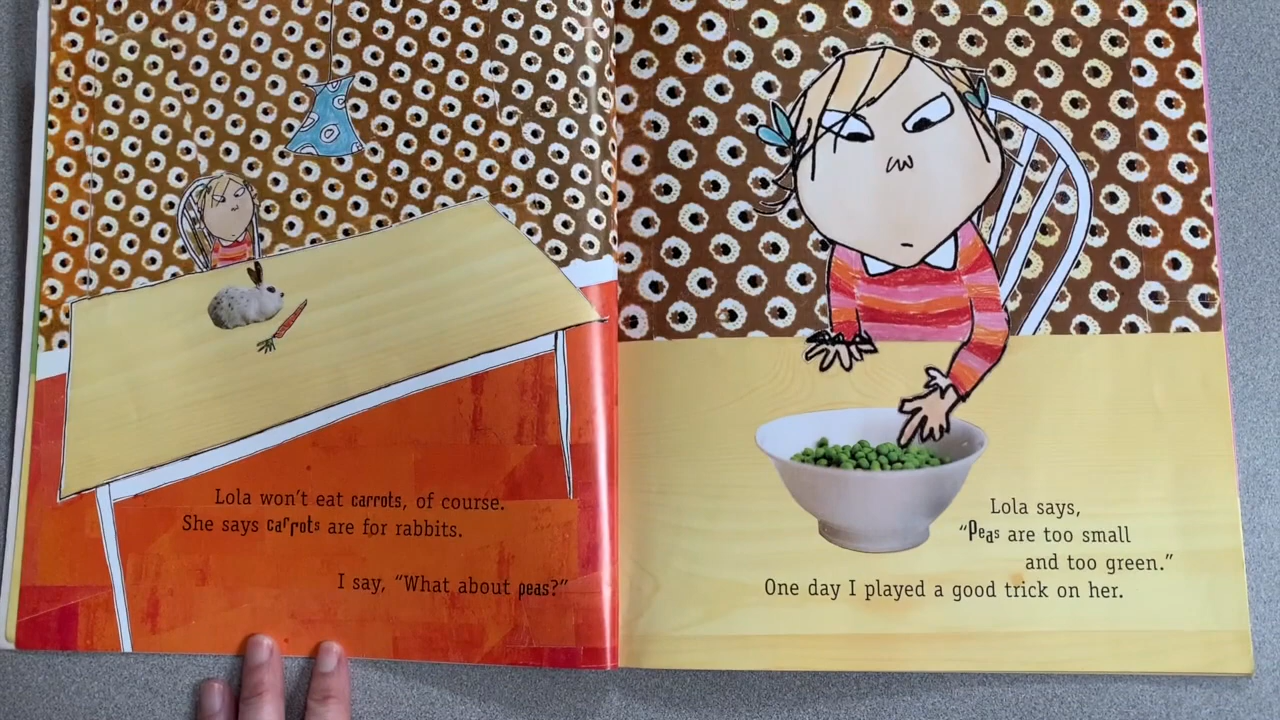 Lola won't eat carrots, of course.
She says carrots are for rabbits.
I say, "What about peas?"
Lola says,
"Peas are too small
and too green."
One day I played a good trick on her.